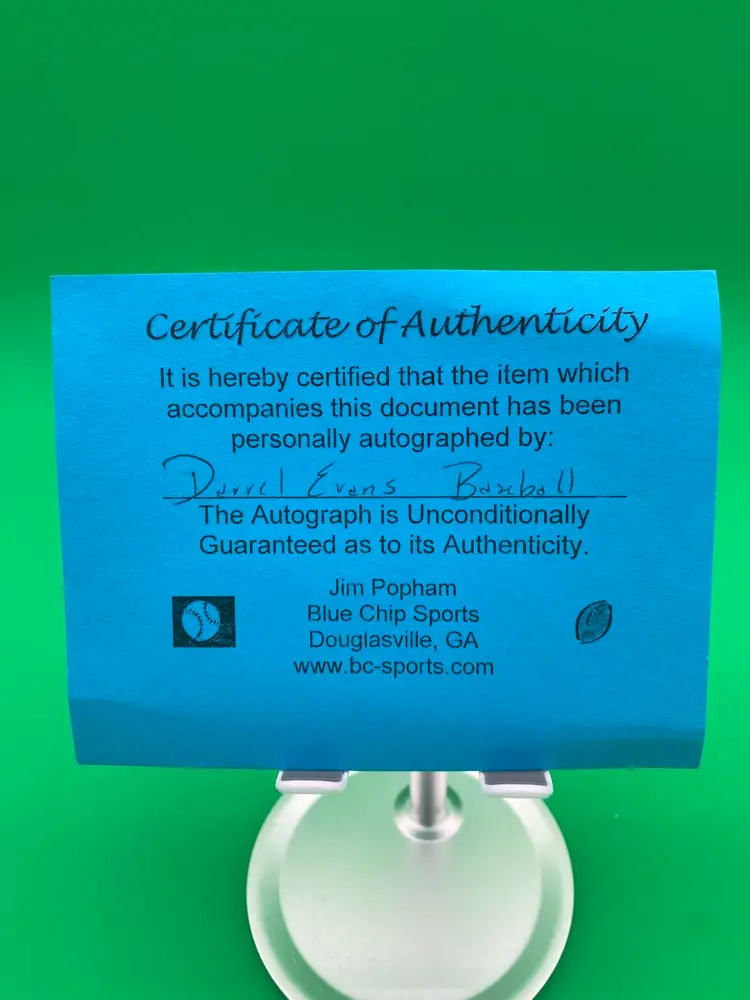 Certificate of Authenticity
It is hereby certified that the item which
accompanies this document has been
personally autographed by:
Darrel Evans Baseball
The Autograph is Unconditionally
Guaranteed as to its Authenticity.
Jim Popham
Blue Chip Sports
Douglasville, GA
www.bc-sports.com